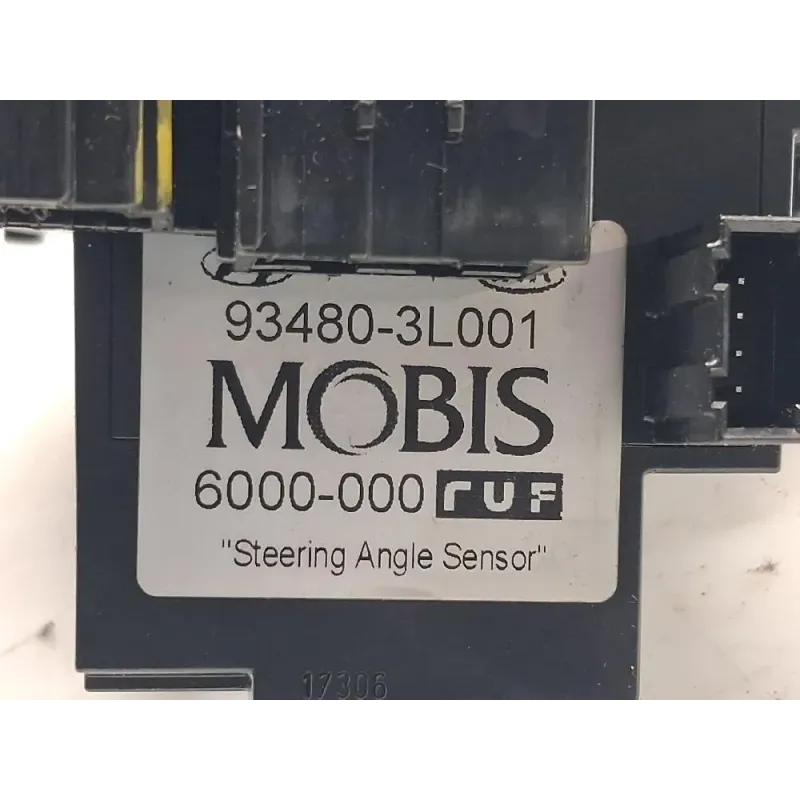 93480-3L001
MOBIS
6000-000 ruf
"Steering Angle Sensor"
17306